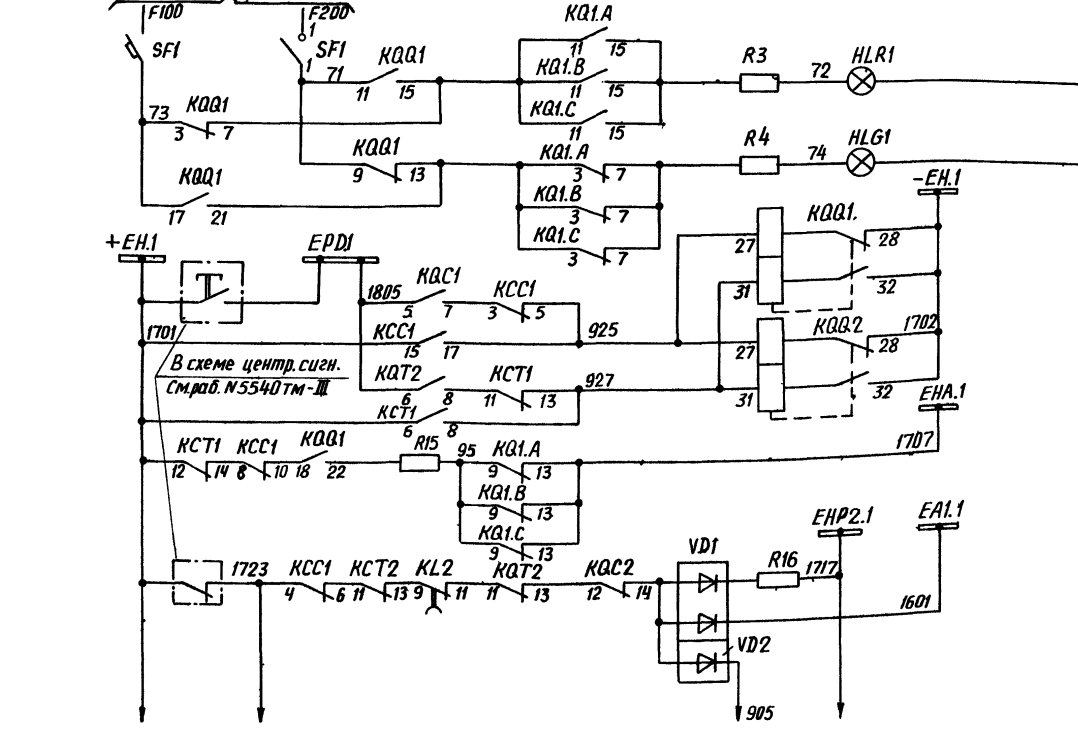 F100
F200
1
SF1
SF1
1
71
KQQ1
11 15
KQ1.A
11 15
KQ1.B
11 15
KQ1.C
11 15
R3
72
HLR1
73
KQQ1
3 7
KQQ1
9 13
KQ1.A
3 7
KQ1.B
3 7
KQ1.C
3 7
R4
74
HLG1
KQQ1
17 21
-EH.1
+EH.1
EPD.1
KQQ1.
27 28
31 32
1805
KQC1
5 7
KCC1
3 5
1701
KCC1
15 17
925
KQQ.2
1702
27 28
31 32
В схеме центр. сигн.
См. раб. N5540тм-III
KQT2
6 8
KCT1
11 13
927
KCT1
6 8
EHA.1
1707
KCT1
12 14
KCC1
8 10
KQQ1
18 22
R15
95
KQ1.A
9 13
KQ1.B
9 13
KQ1.C
9 13
EHP2.1
EA1.1
1723
KCC1
4 6
KCT2
11 13
KL2
9 11
KQT2
11 13
KQC2
12 14
VD1
R16
1717
1601
VD2
905